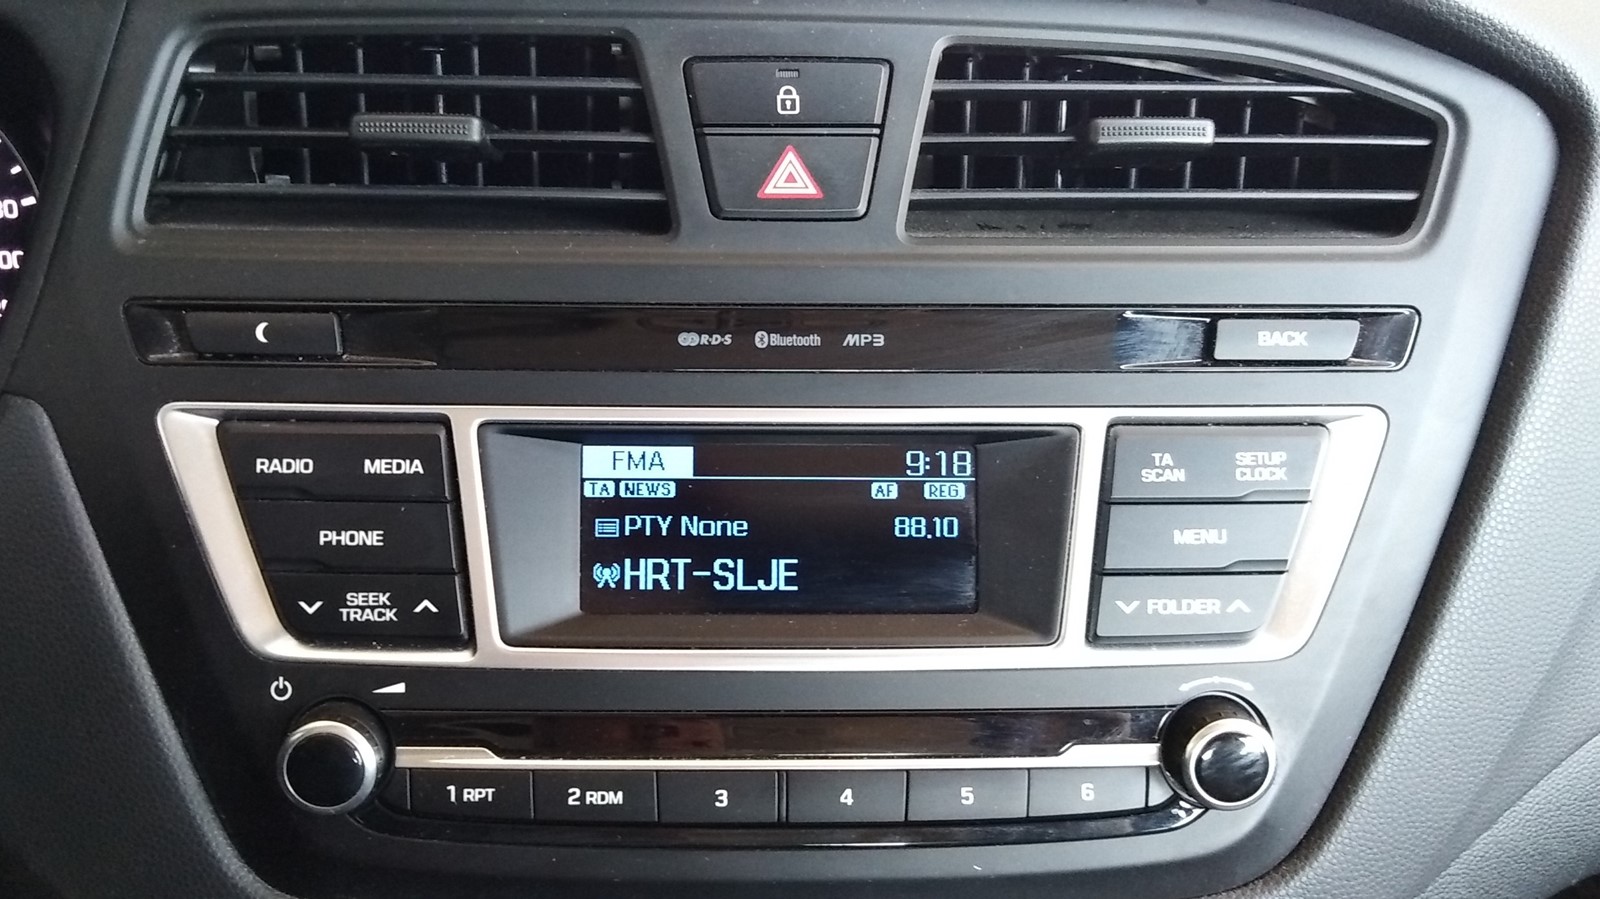 R·D·S Bluetooth MP3
BACK
RADIO MEDIA
PHONE
SEEK
TRACK
FMA 9:18
TA NEWS AF REG
PTY None 88.10
HRT-SLJE
TA
SCAN
SETUP
CLOCK
MENU
FOLDER
1 RPT 2 RDM 3 4 5 6